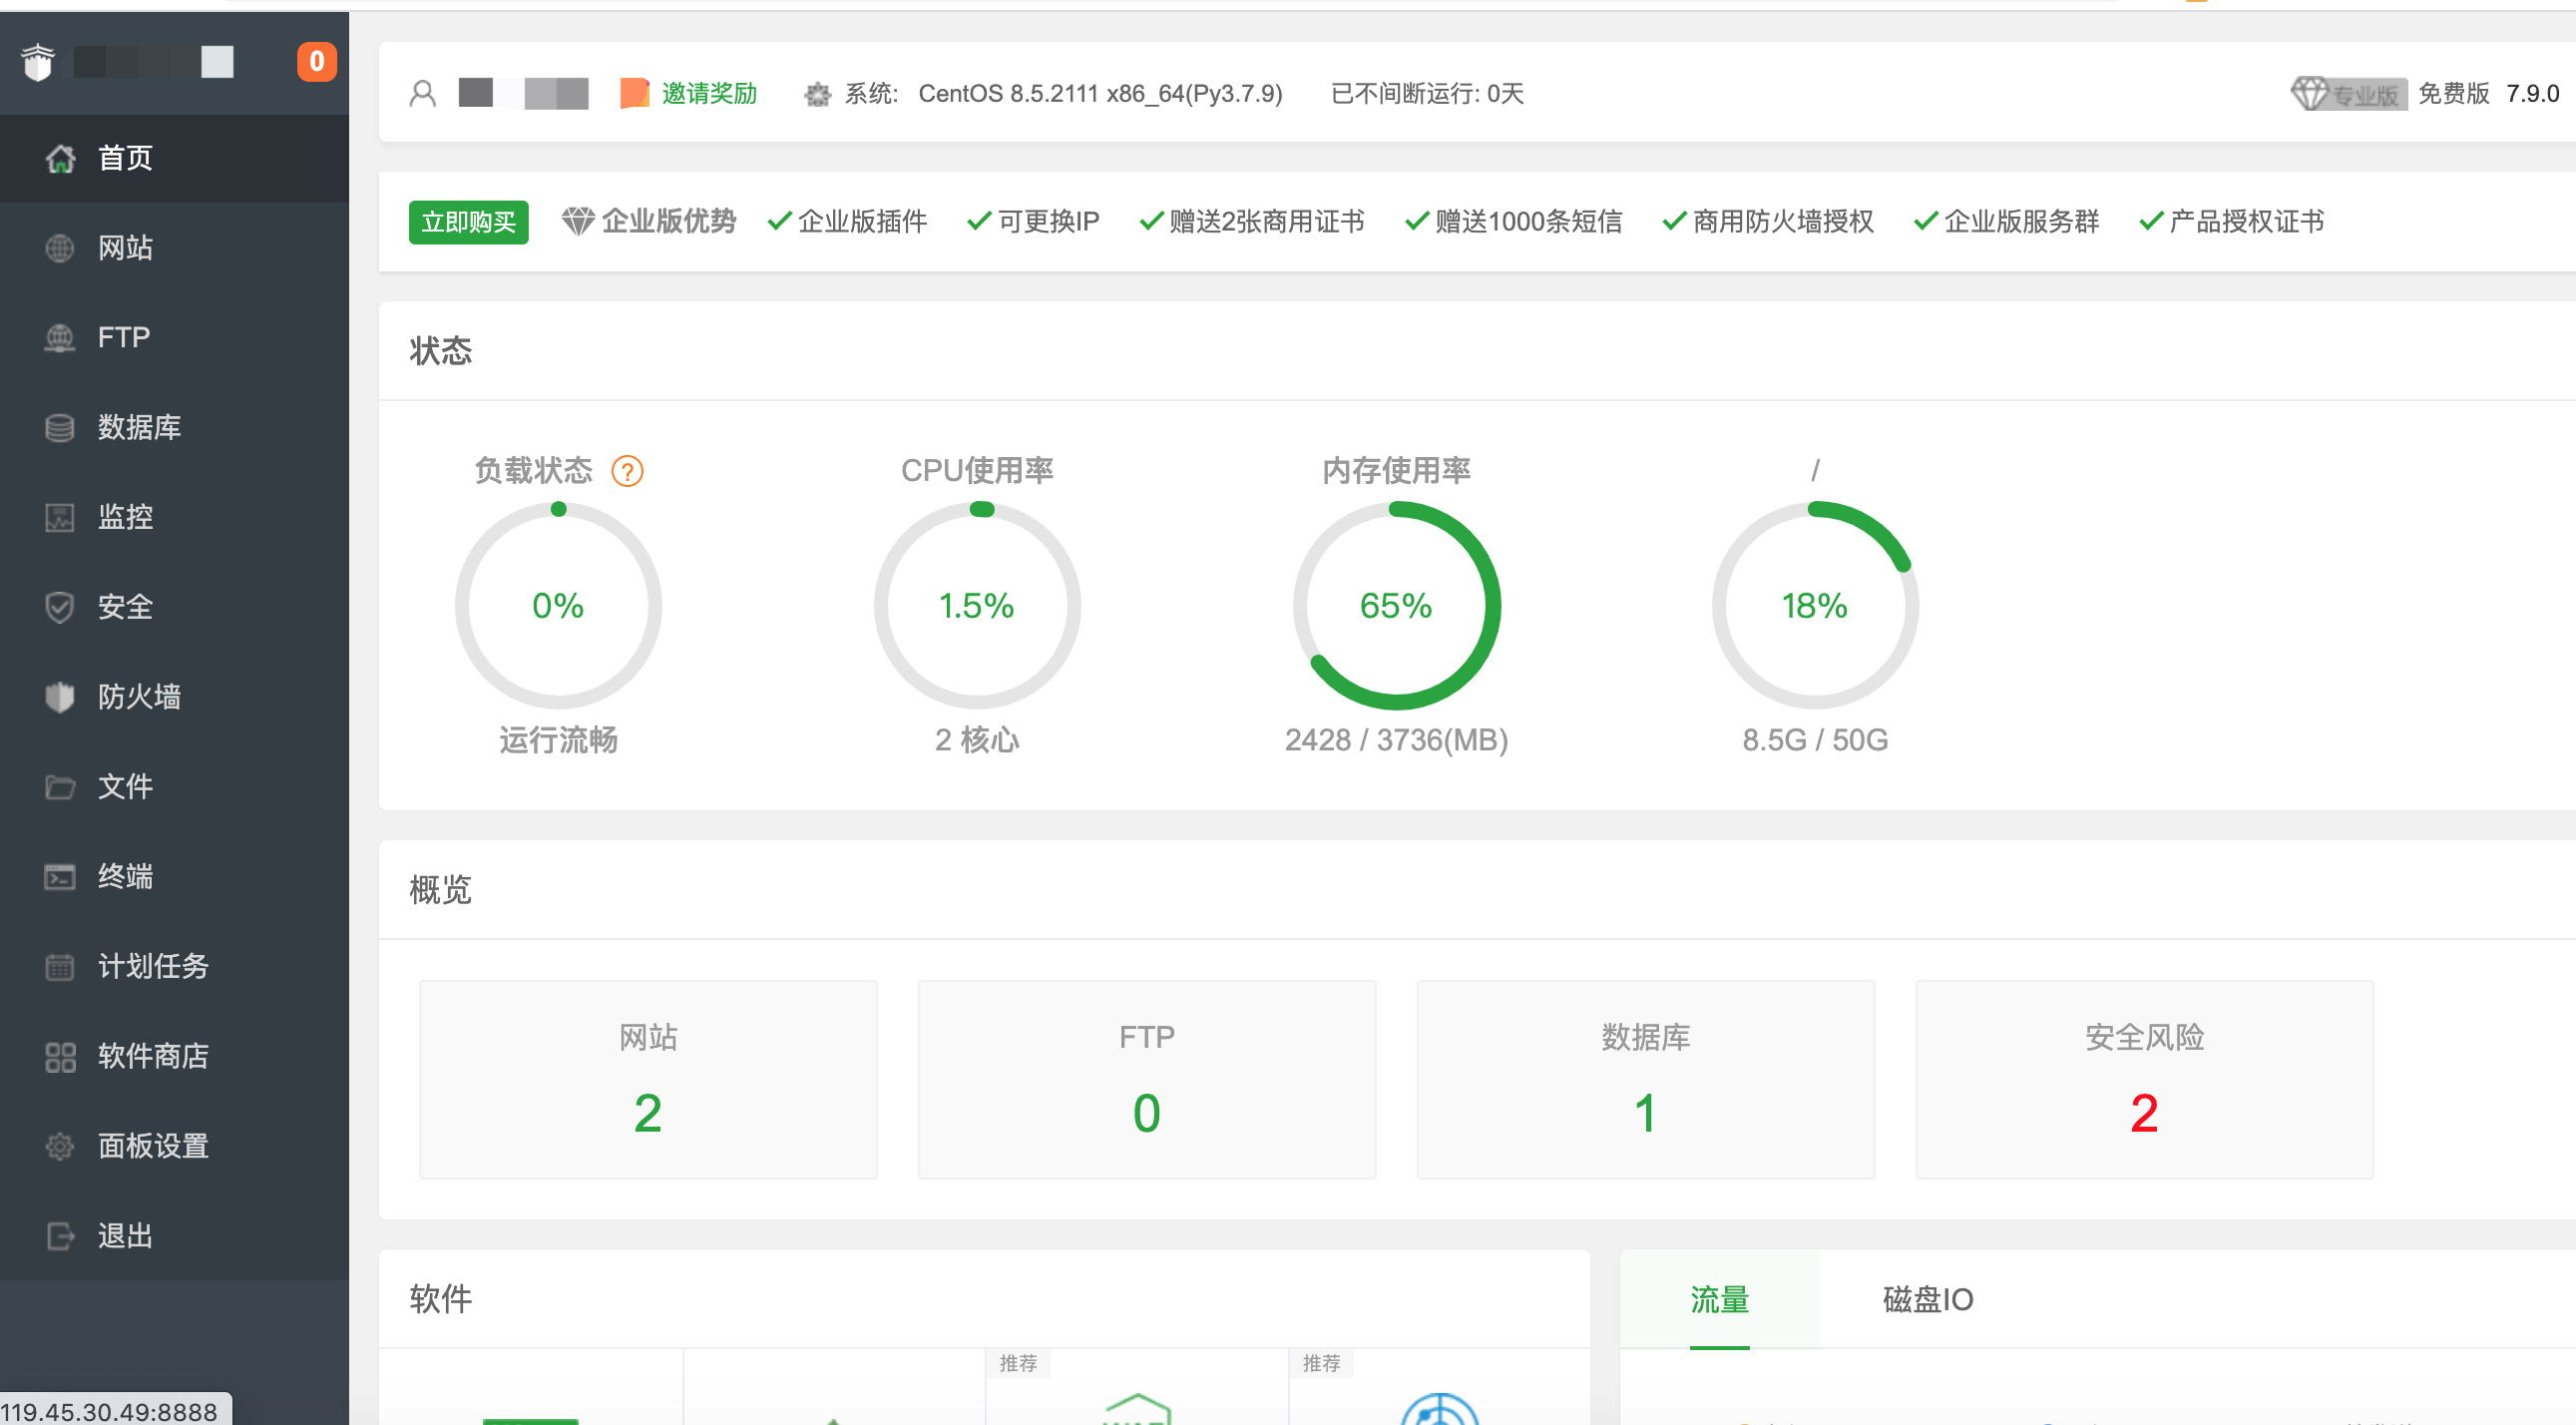 0
首页
网站
FTP
数据库
监控
安全
防火墙
文件
终端
计划任务
软件商店
面板设置
退出
119.45.30.49:8888
邀请奖励 系统: CentOS 8.5.2111 x86_64(Py3.7.9) 已不间断运行: 0天 专业版 免费版 7.9.0
立即购买 企业版优势 企业版插件 可更换IP 赠送2张商用证书 赠送1000条短信 商用防火墙授权 企业版服务群 产品授权证书
状态
负载状态 ? CPU使用率 内存使用率 /
0% 1.5% 65% 18%
运行流畅 2 核心 2428 / 3736(MB) 8.5G / 50G
概览
网站 FTP 数据库 安全风险
2 0 1 2
软件 流量 磁盘IO
推荐 推荐